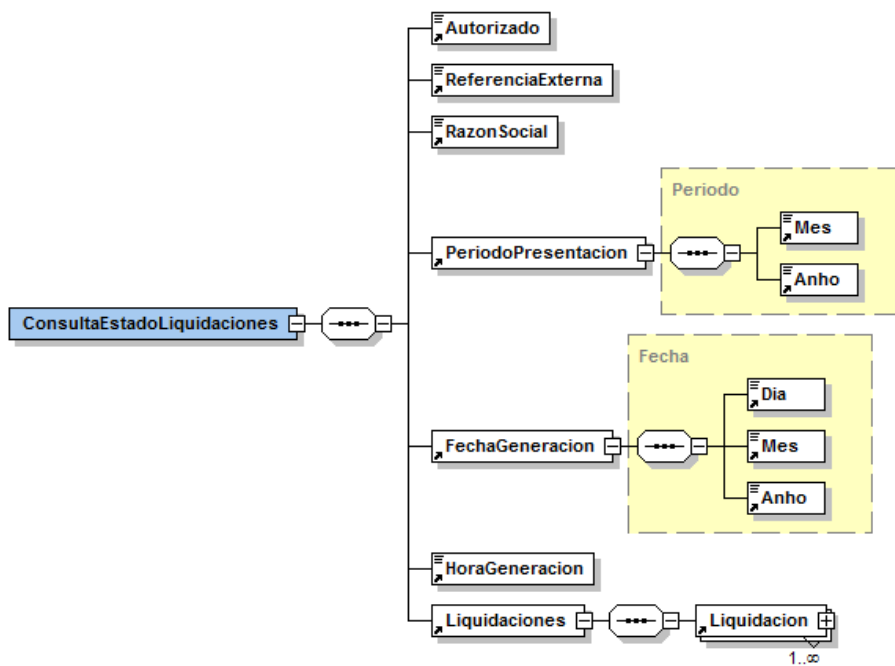 Autorizado
ReferenciaExterna
RazonSocial
Periodo
Mes
PeriodoPresentacion
Anho
ConsultaEstadoLiquidaciones
Fecha
Dia
FechaGeneracion
Mes
Anho
HoraGeneracion
Liquidaciones
Liquidacion
1..∞